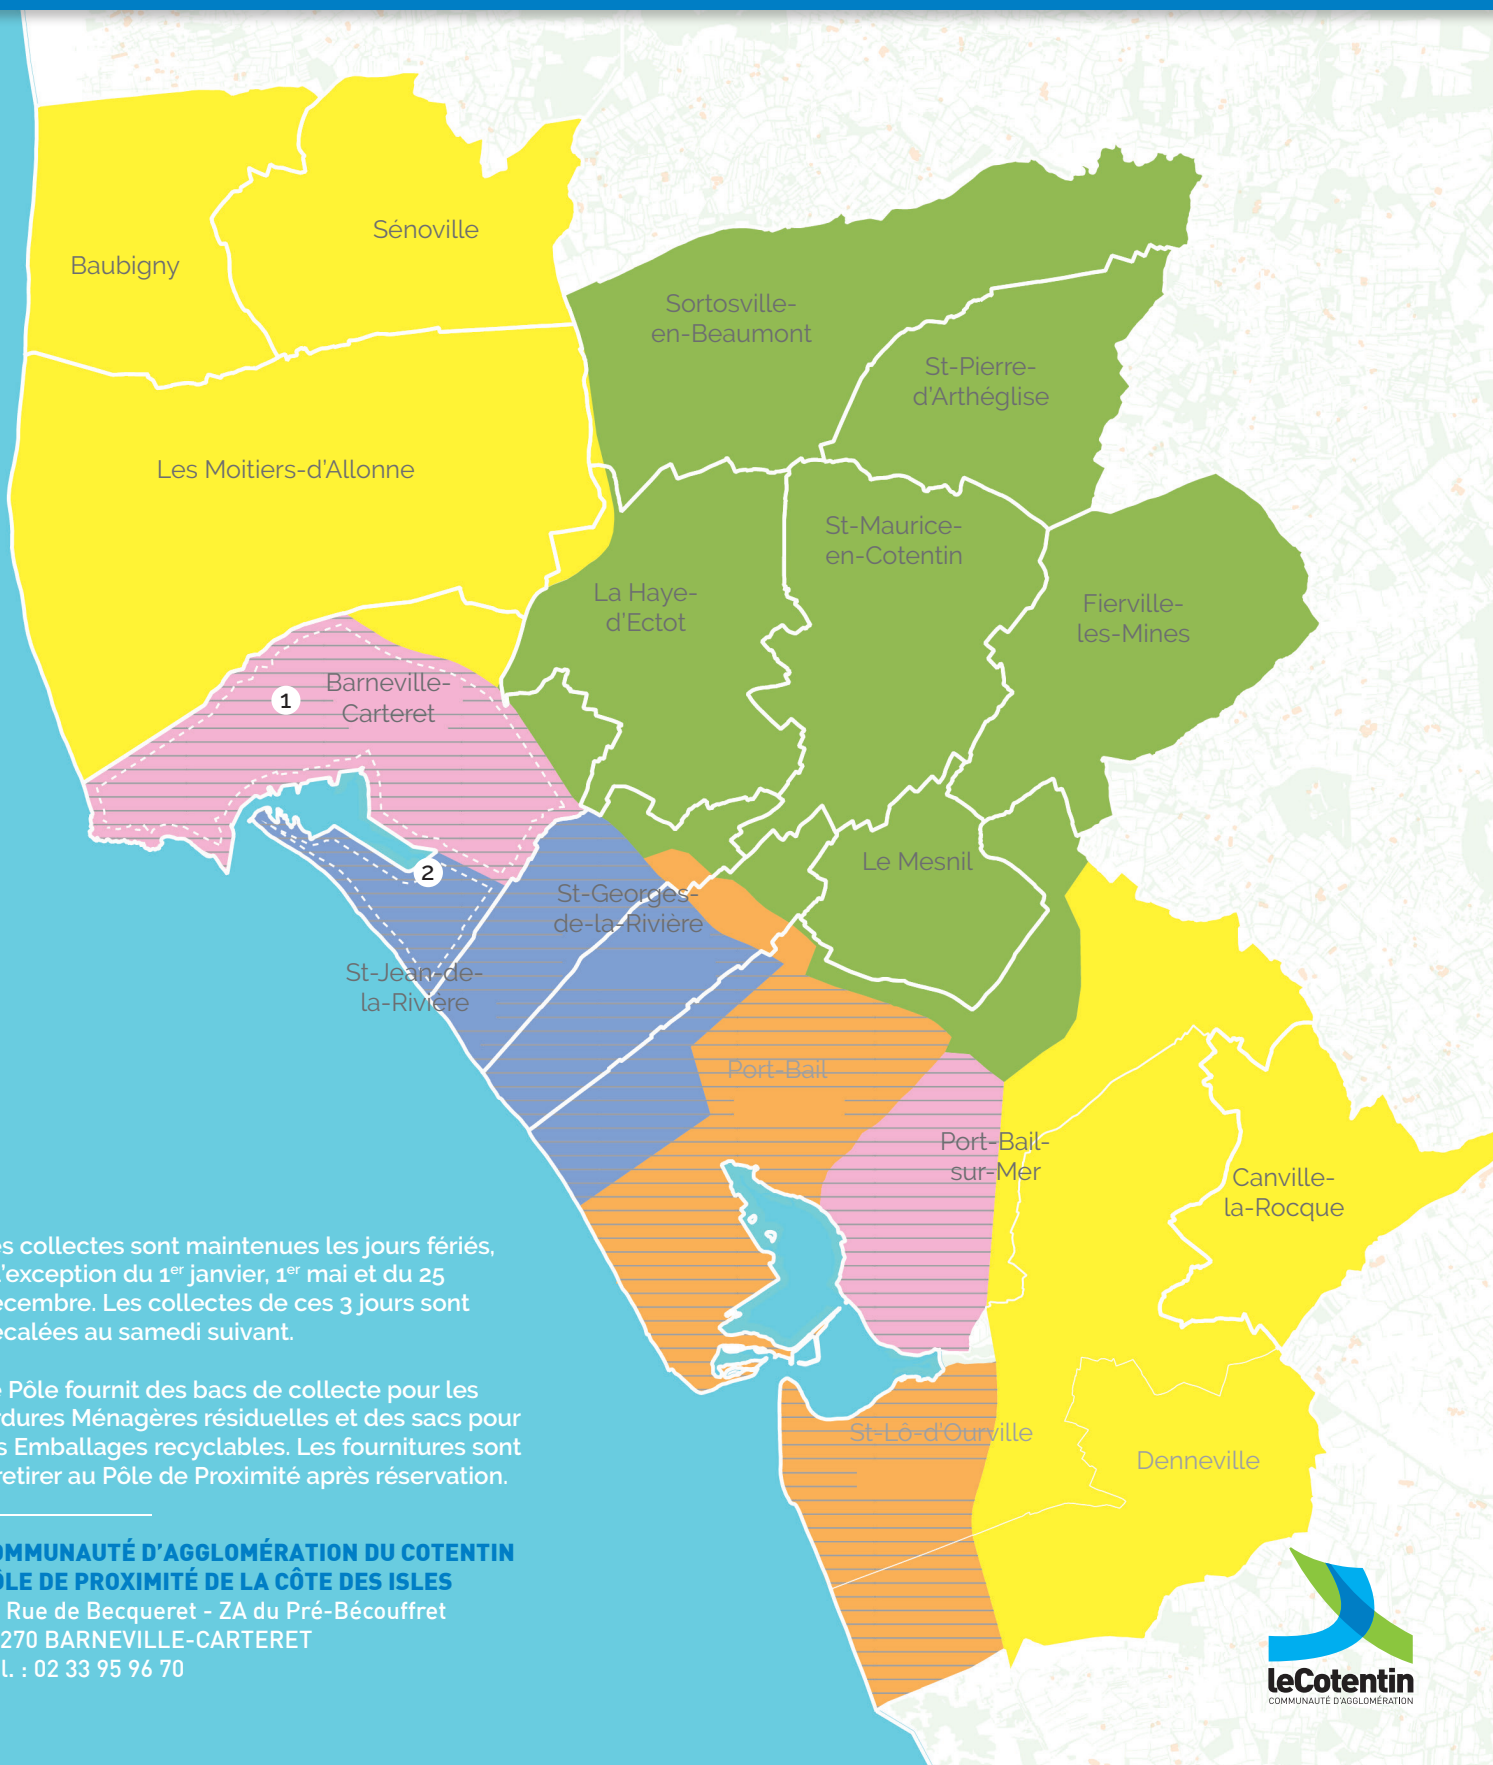 Sénoville
Baubigny
Sortosville-
en-Beaumont
St-Pierre-
d'Arthéglise
Les Moitiers-d'Allonne
St-Maurice-
en-Cotentin
La Haye-
d'Ectot
Fierville-
les-Mines
Barneville-
Carteret
1
Le Mesnil
2
St-Georges-
de-la-Rivière
St-Jean-de-
la-Rivière
Port-Bail
Port-Bail-
sur-Mer
Canville-
la-Rocque
St-Lô-d'Ourville
Denneville
es collectes sont maintenues les jours fériés,
l'exception du 1er janvier, 1er mai et du 25
écembre. Les collectes de ces 3 jours sont
écalées au samedi suivant.
e Pôle fournit des bacs de collecte pour les
rdures Ménagères résiduelles et des sacs pour
s Emballages recyclables. Les fournitures sont
retirer au Pôle de Proximité après réservation.
OMMUNAUTÉ D'AGGLOMÉRATION DU COTENTIN
ÔLE DE PROXIMITÉ DE LA CÔTE DES ISLES
Rue de Becqueret - ZA du Pré-Bécouffret
270 BARNEVILLE-CARTERET
l. : 02 33 95 96 70
leCotentin
COMMUNAUTÉ D'AGGLOMÉRATION